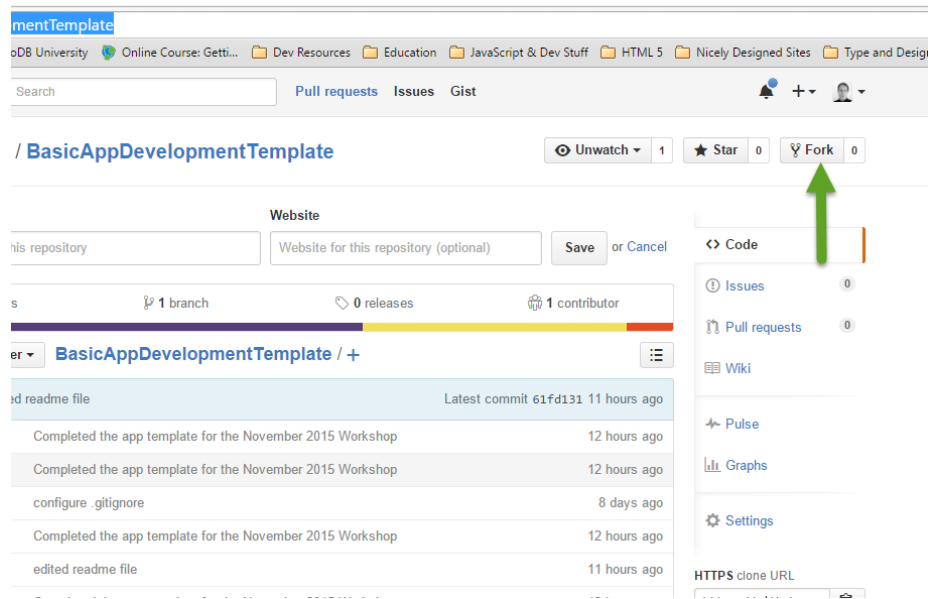 mentTemplate
oDB University Online Course: Getti... Dev Resources Education JavaScript & Dev Stuff HTML 5 Nicely Designed Sites Type and Design
Search Pull requests Issues Gist
/ BasicAppDevelopmentTemplate Unwatch 1 Star 0 Fork 0
Website
his repository Website for this repository (optional) Save or Cancel
<> Code
s 1 branch 0 releases 1 contributor
Issues 0
Pull requests 0
er BasicAppDevelopmentTemplate / +
Wiki
ed readme file Latest commit 61fd131 11 hours ago
Pulse
Completed the app template for the November 2015 Workshop 12 hours ago
Completed the app template for the November 2015 Workshop 12 hours ago
Graphs
configure .gitignore 8 days ago
Settings
Completed the app template for the November 2015 Workshop 12 hours ago
edited readme file 11 hours ago
HTTPS clone URL